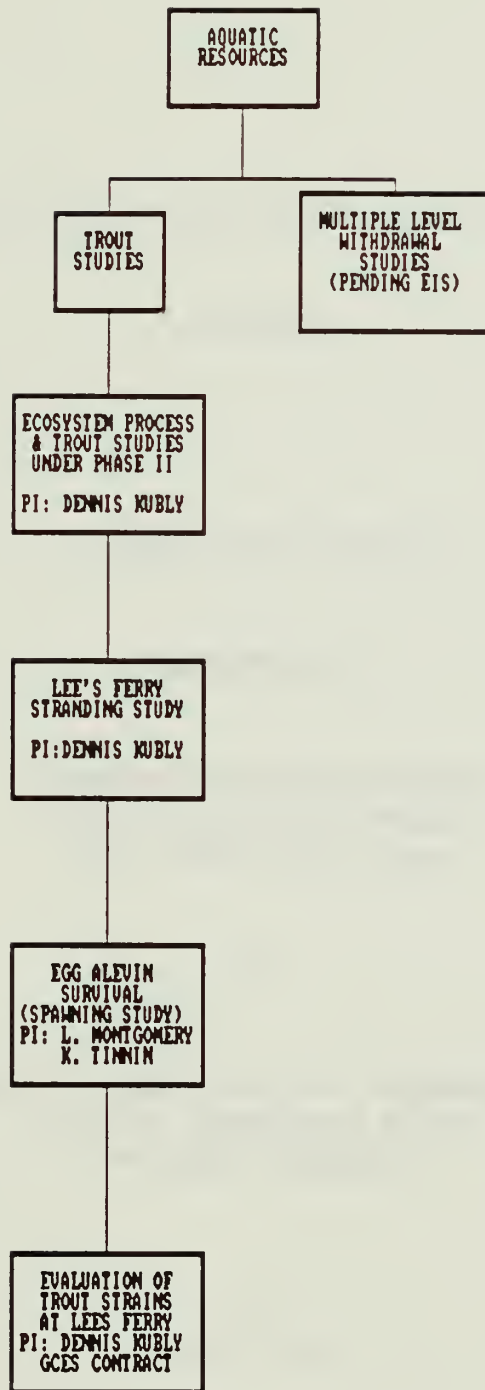 AQUATIC
RESOURCES
TROUT
STUDIES
MULTIPLE LEVEL
WITHDRAWAL
STUDIES
(PENDING EIS)
ECOSYSTEM PROCESS
& TROUT STUDIES
UNDER PHASE II
PI: DENNIS KUBLY
LEE'S FERRY
STRANDING STUDY
PI:DENNIS KUBLY
EGG ALEVIN
SURVIVAL
(SPAWNING STUDY)
PI: L. MONTGOMERY
K. TINNIN
EVALUATION OF
TROUT STRAINS
AT LEES FERRY
PI: DENNIS KUBLY
GCES CONTRACT